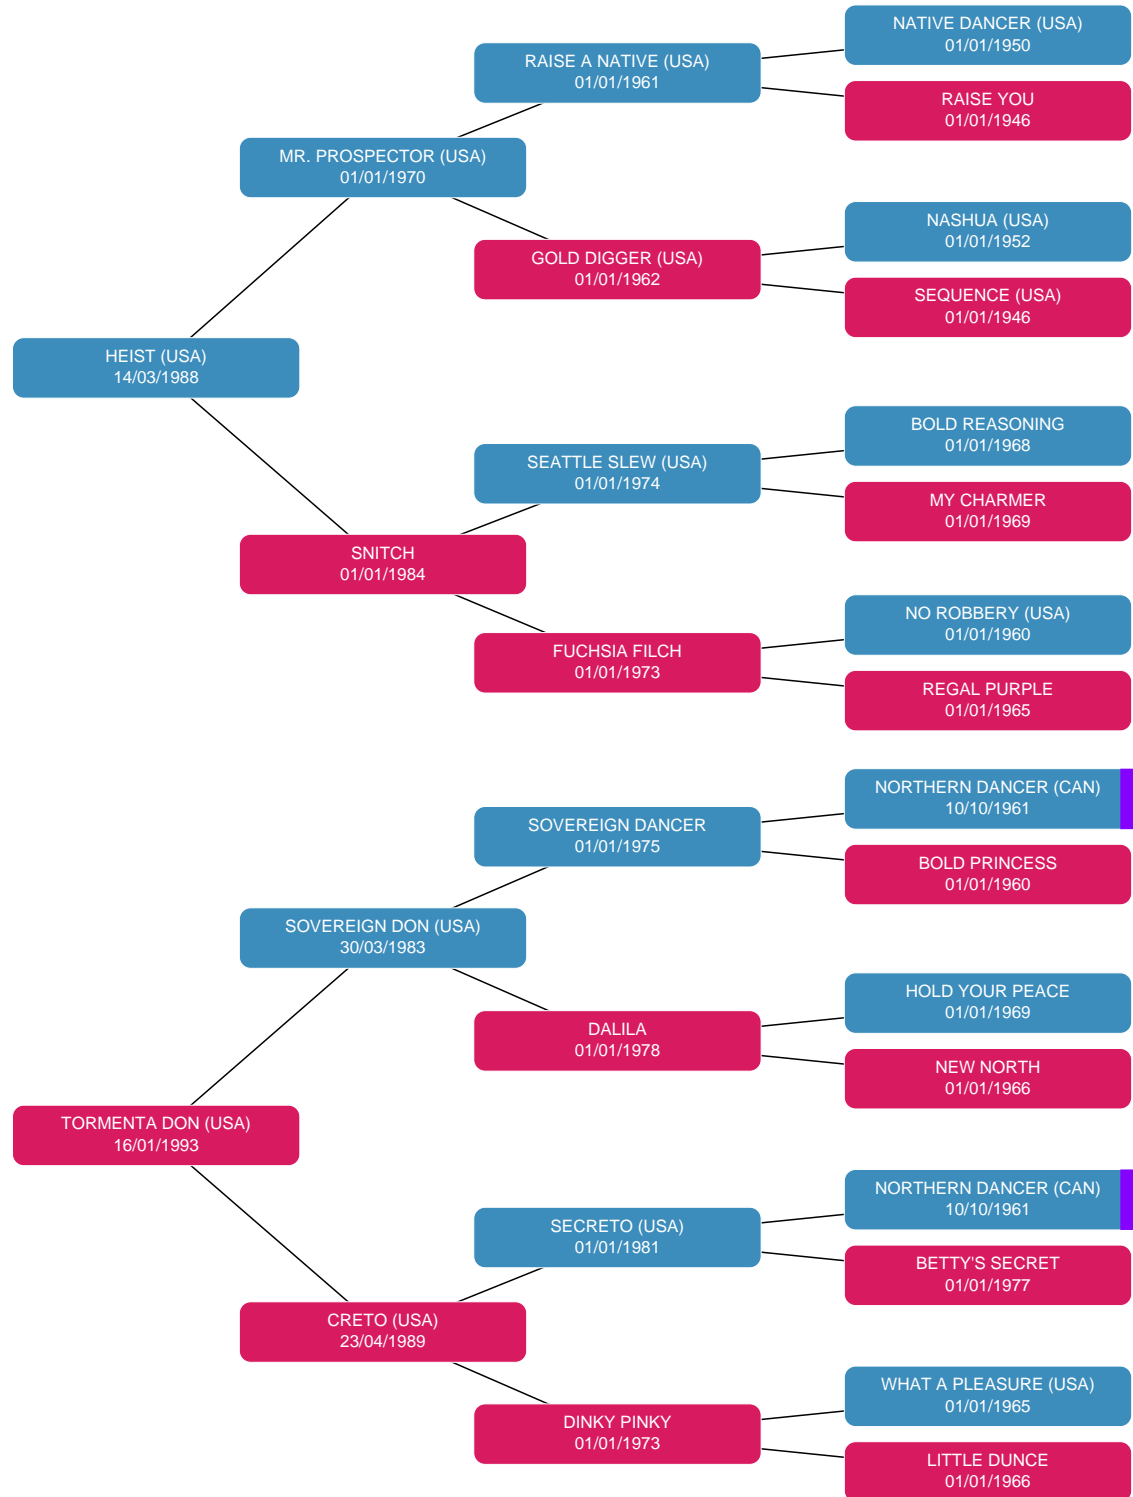 NATIVE DANCER (USA)
01/01/1950
RAISE A NATIVE (USA)
01/01/1961
RAISE YOU
01/01/1946
MR. PROSPECTOR (USA)
01/01/1970
NASHUA (USA)
01/01/1952
GOLD DIGGER (USA)
01/01/1962
SEQUENCE (USA)
01/01/1946
HEIST (USA)
14/03/1988
BOLD REASONING
01/01/1968
SEATTLE SLEW (USA)
01/01/1974
MY CHARMER
01/01/1969
SNITCH
01/01/1984
NO ROBBERY (USA)
01/01/1960
FUCHSIA FILCH
01/01/1973
REGAL PURPLE
01/01/1965
NORTHERN DANCER (CAN)
10/10/1961
SOVEREIGN DANCER
01/01/1975
BOLD PRINCESS
01/01/1960
SOVEREIGN DON (USA)
30/03/1983
HOLD YOUR PEACE
01/01/1969
DALILA
01/01/1978
NEW NORTH
01/01/1966
TORMENTA DON (USA)
16/01/1993
NORTHERN DANCER (CAN)
10/10/1961
SECRETO (USA)
01/01/1981
BETTY'S SECRET
01/01/1977
CRETO (USA)
23/04/1989
WHAT A PLEASURE (USA)
01/01/1965
DINKY PINKY
01/01/1973
LITTLE DUNCE
01/01/1966